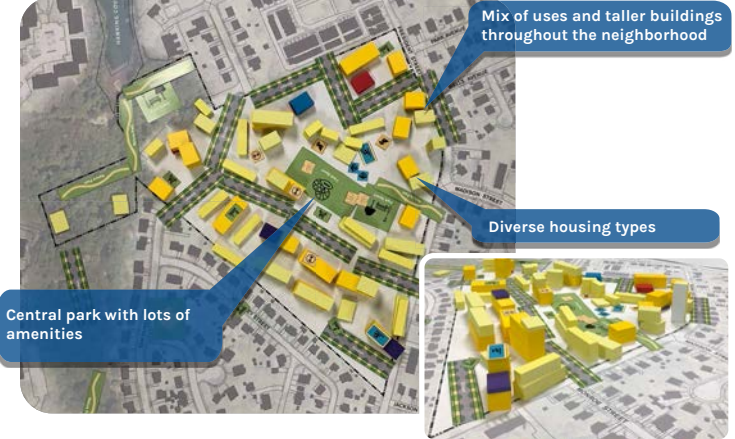 Mix of uses and taller buildings
throughout the neighborhood
MADISON STREET
Diverse housing types
Central park with lots of
amenities
JACKSON